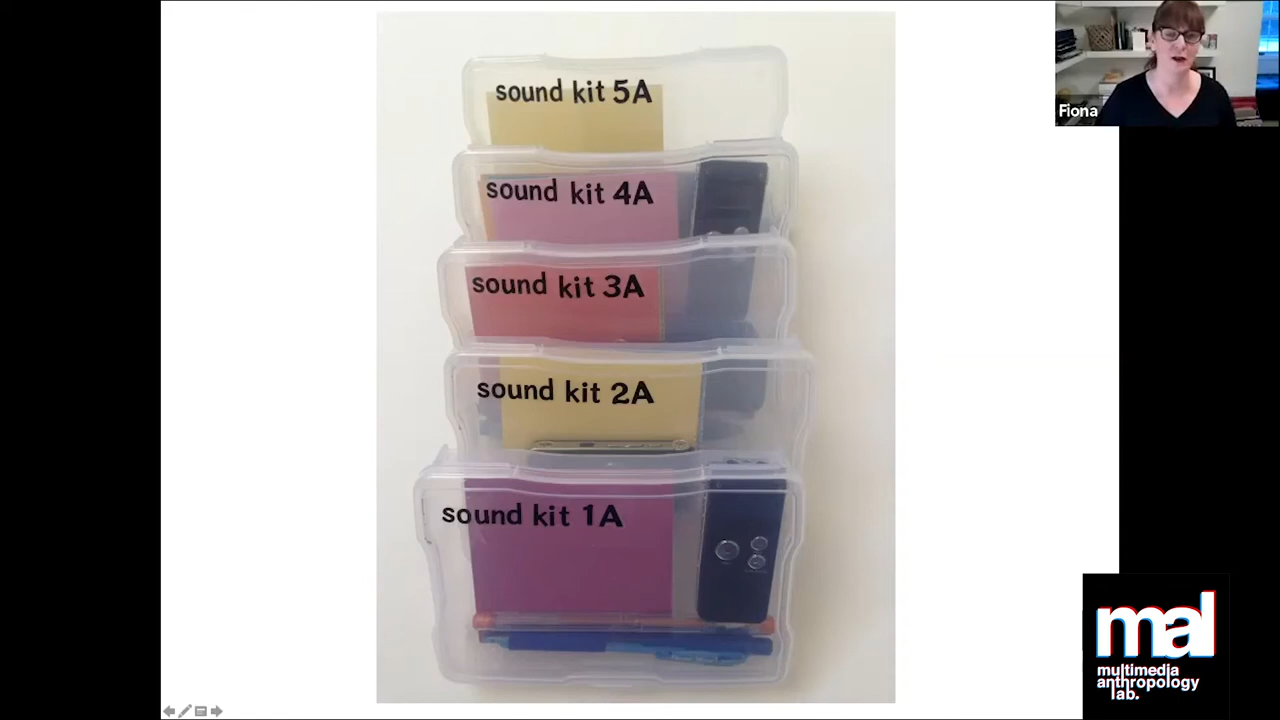 sound kit 5A
sound kit 4A
sound kit 3A
sound kit 2A
sound kit 1A
Fiona
mal
multimedia
anthropology
lab.